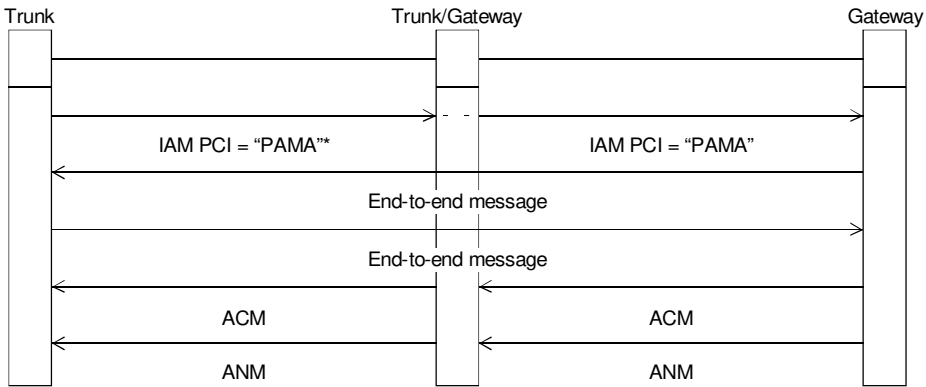 Trunk
Trunk/Gateway
Gateway
IAM PCI = “PAMA”*
IAM PCI = “PAMA”
End-to-end message
End-to-end message
ACM
ACM
ANM
ANM